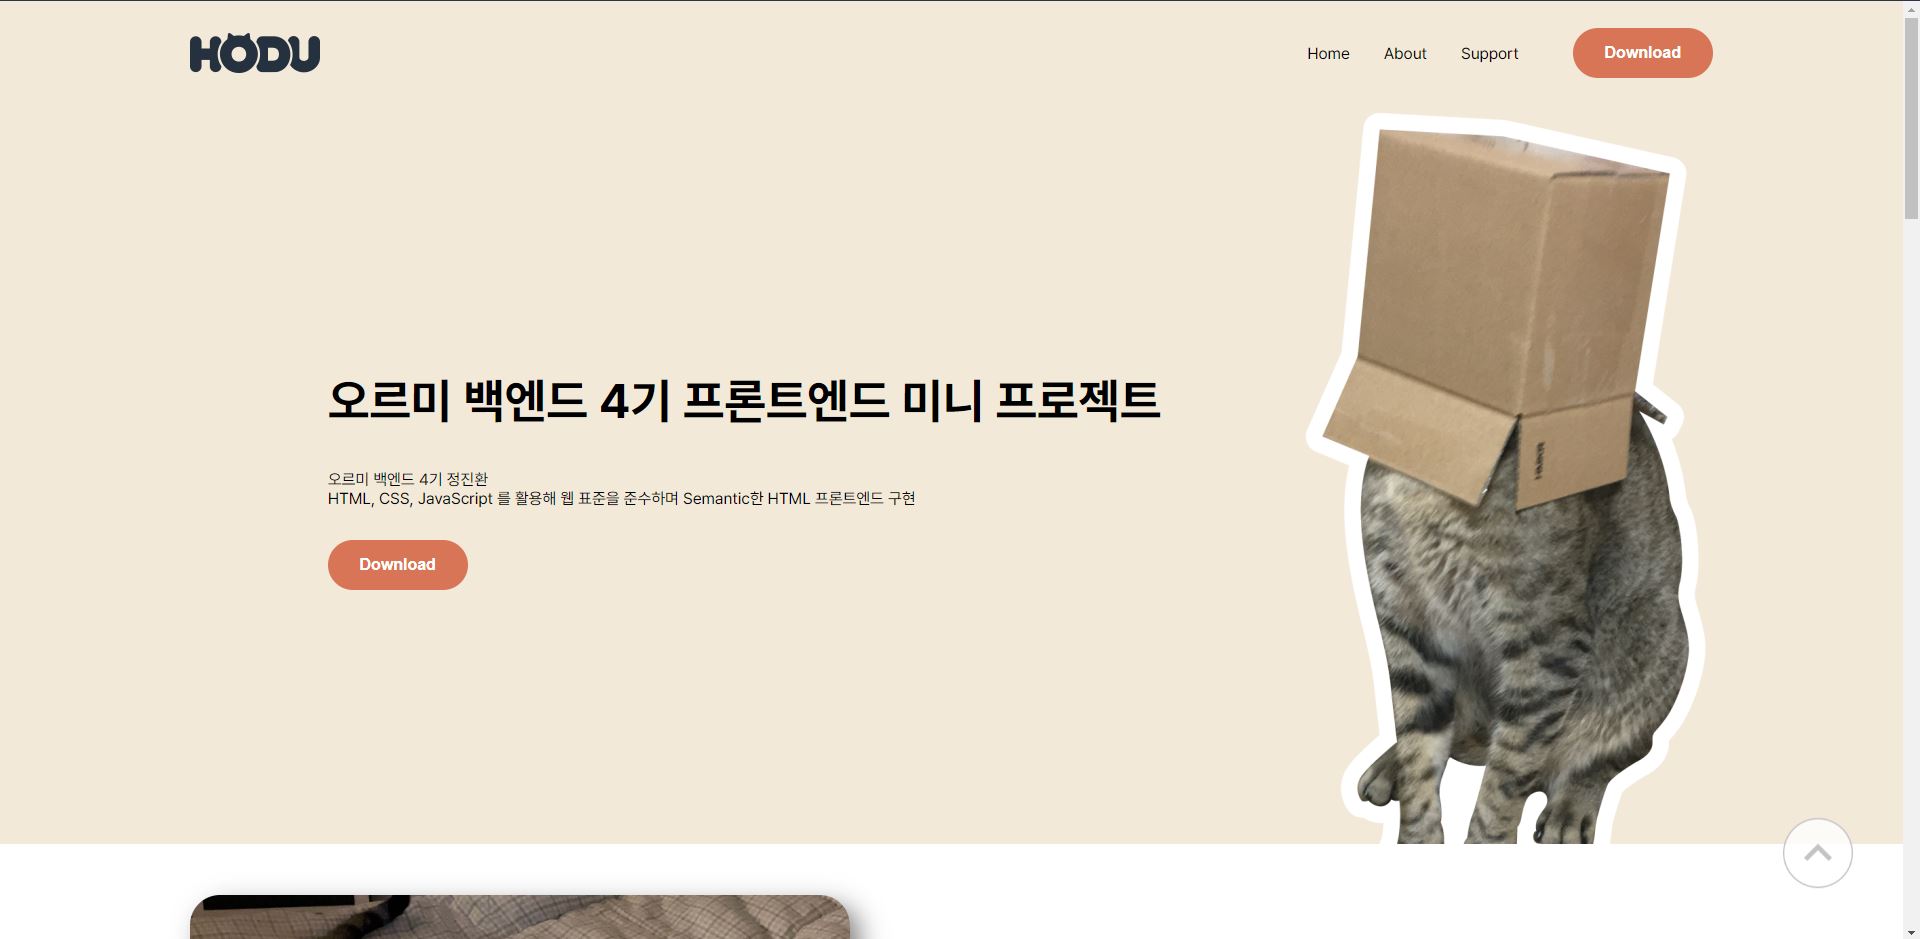 HODU
Home
About
Support
Download
오르미 백엔드 4기 프론트엔드 미니 프로젝트
오르미 백엔드 4기 정진환
HTML, CSS, JavaScript 를 활용해 웹 표준을 준수하며 Semantic한 HTML 프론트엔드 구현
Download